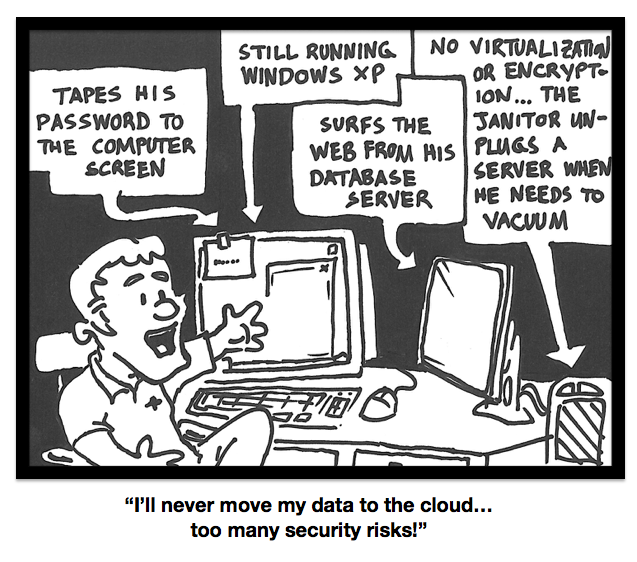 TAPES HIS
PASSWORD TO
THE COMPUTER
SCREEN
STILL RUNNING
WINDOWS XP
SURFS THE
WEB FROM HIS
DATABASE
SERVER
NO VIRTUALIZATION
OR ENCRYPT-
ION... THE
JANITOR UN-
PLUGS A
SERVER WHEN
HE NEEDS TO
VACUUM
“I’ll never move my data to the cloud…
too many security risks!”